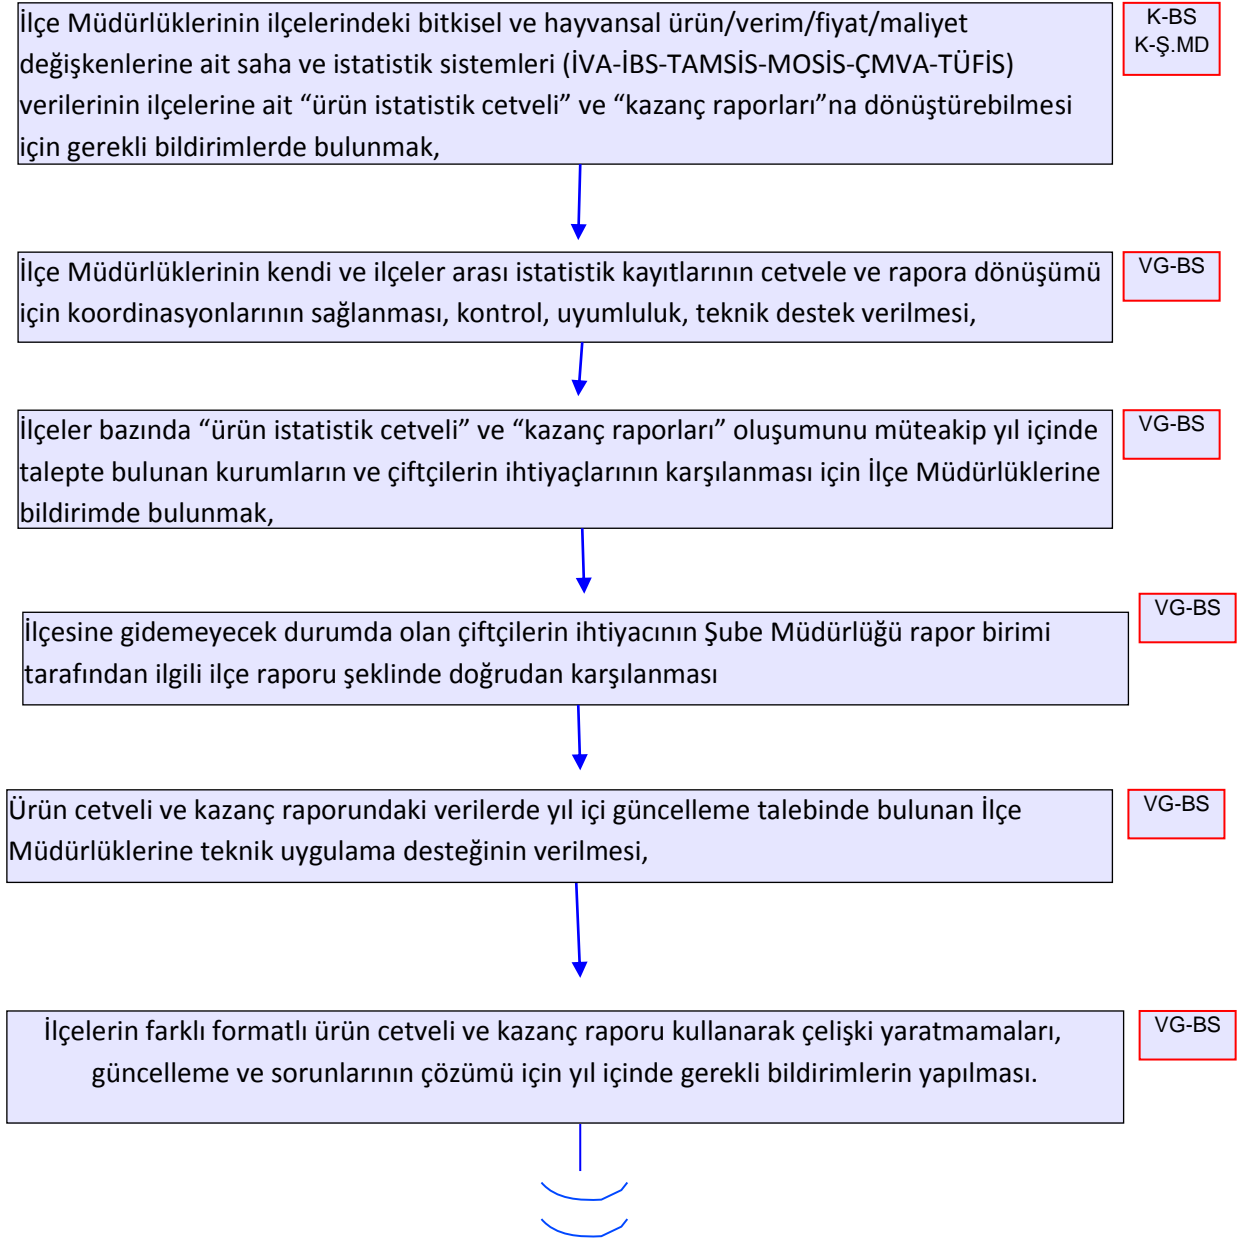 İlçe Müdürlüklerinin ilçelerindeki bitkisel ve hayvansal ürün/verim/fiyat/maliyet
değişkenlerine ait saha ve istatistik sistemleri (İVA-İBS-TAMSİS-MOSİS-ÇMVA-TÜFİS)
verilerinin ilçelerine ait “ürün istatistik cetveli” ve “kazanç raporları”na dönüştürebilmesi
için gerekli bildirimlerde bulunmak,
K-BS
K-Ş.MD
İlçe Müdürlüklerinin kendi ve ilçeler arası istatistik kayıtlarının cetvele ve rapora dönüşümü
için koordinasyonlarının sağlanması, kontrol, uyumluluk, teknik destek verilmesi,
VG-BS
İlçeler bazında “ürün istatistik cetveli” ve “kazanç raporları” oluşumunu müteakip yıl içinde
talepte bulunan kurumların ve çiftçilerin ihtiyaçlarının karşılanması için İlçe Müdürlüklerine
bildirimde bulunmak,
VG-BS
İlçesine gidemeyecek durumda olan çiftçilerin ihtiyacının Şube Müdürlüğü rapor birimi
tarafından ilgili ilçe raporu şeklinde doğrudan karşılanması
VG-BS
Ürün cetveli ve kazanç raporundaki verilerde yıl içi güncelleme talebinde bulunan İlçe
Müdürlüklerine teknik uygulama desteğinin verilmesi,
VG-BS
İlçelerin farklı formatlı ürün cetveli ve kazanç raporu kullanarak çelişki yaratmamaları,
güncelleme ve sorunlarının çözümü için yıl içinde gerekli bildirimlerin yapılması.
VG-BS